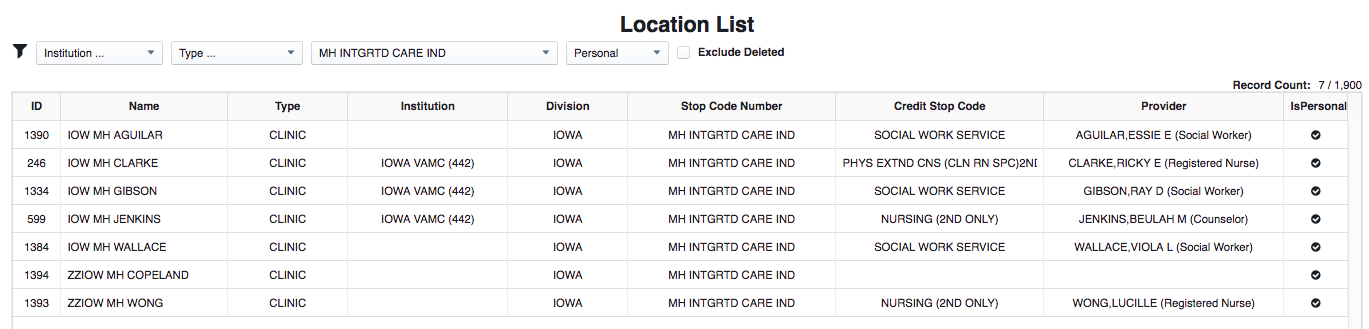 Location List
Institution ... Type ... MH INTGRTD CARE IND Personal Exclude Deleted
Record Count: 7 / 1,900
ID Name Type Institution Division Stop Code Number Credit Stop Code Provider IsPersonal
1390 IOW MH AGUILAR CLINIC IOWA MH INTGRTD CARE IND SOCIAL WORK SERVICE AGUILAR,ESSIE E (Social Worker)
246 IOW MH CLARKE CLINIC IOWA VAMC (442) IOWA MH INTGRTD CARE IND PHYS EXTND CNS (CLN RN SPC)2ND CLARKE,RICKY E (Registered Nurse)
1334 IOW MH GIBSON CLINIC IOWA VAMC (442) IOWA MH INTGRTD CARE IND SOCIAL WORK SERVICE GIBSON,RAY D (Social Worker)
599 IOW MH JENKINS CLINIC IOWA VAMC (442) IOWA MH INTGRTD CARE IND NURSING (2ND ONLY) JENKINS,BEULAH M (Counselor)
1384 IOW MH WALLACE CLINIC IOWA MH INTGRTD CARE IND SOCIAL WORK SERVICE WALLACE,VIOLA L (Social Worker)
1394 ZZIOW MH COPELAND CLINIC IOWA MH INTGRTD CARE IND
1393 ZZIOW MH WONG CLINIC IOWA MH INTGRTD CARE IND NURSING (2ND ONLY) WONG,LUCILLE (Registered Nurse)